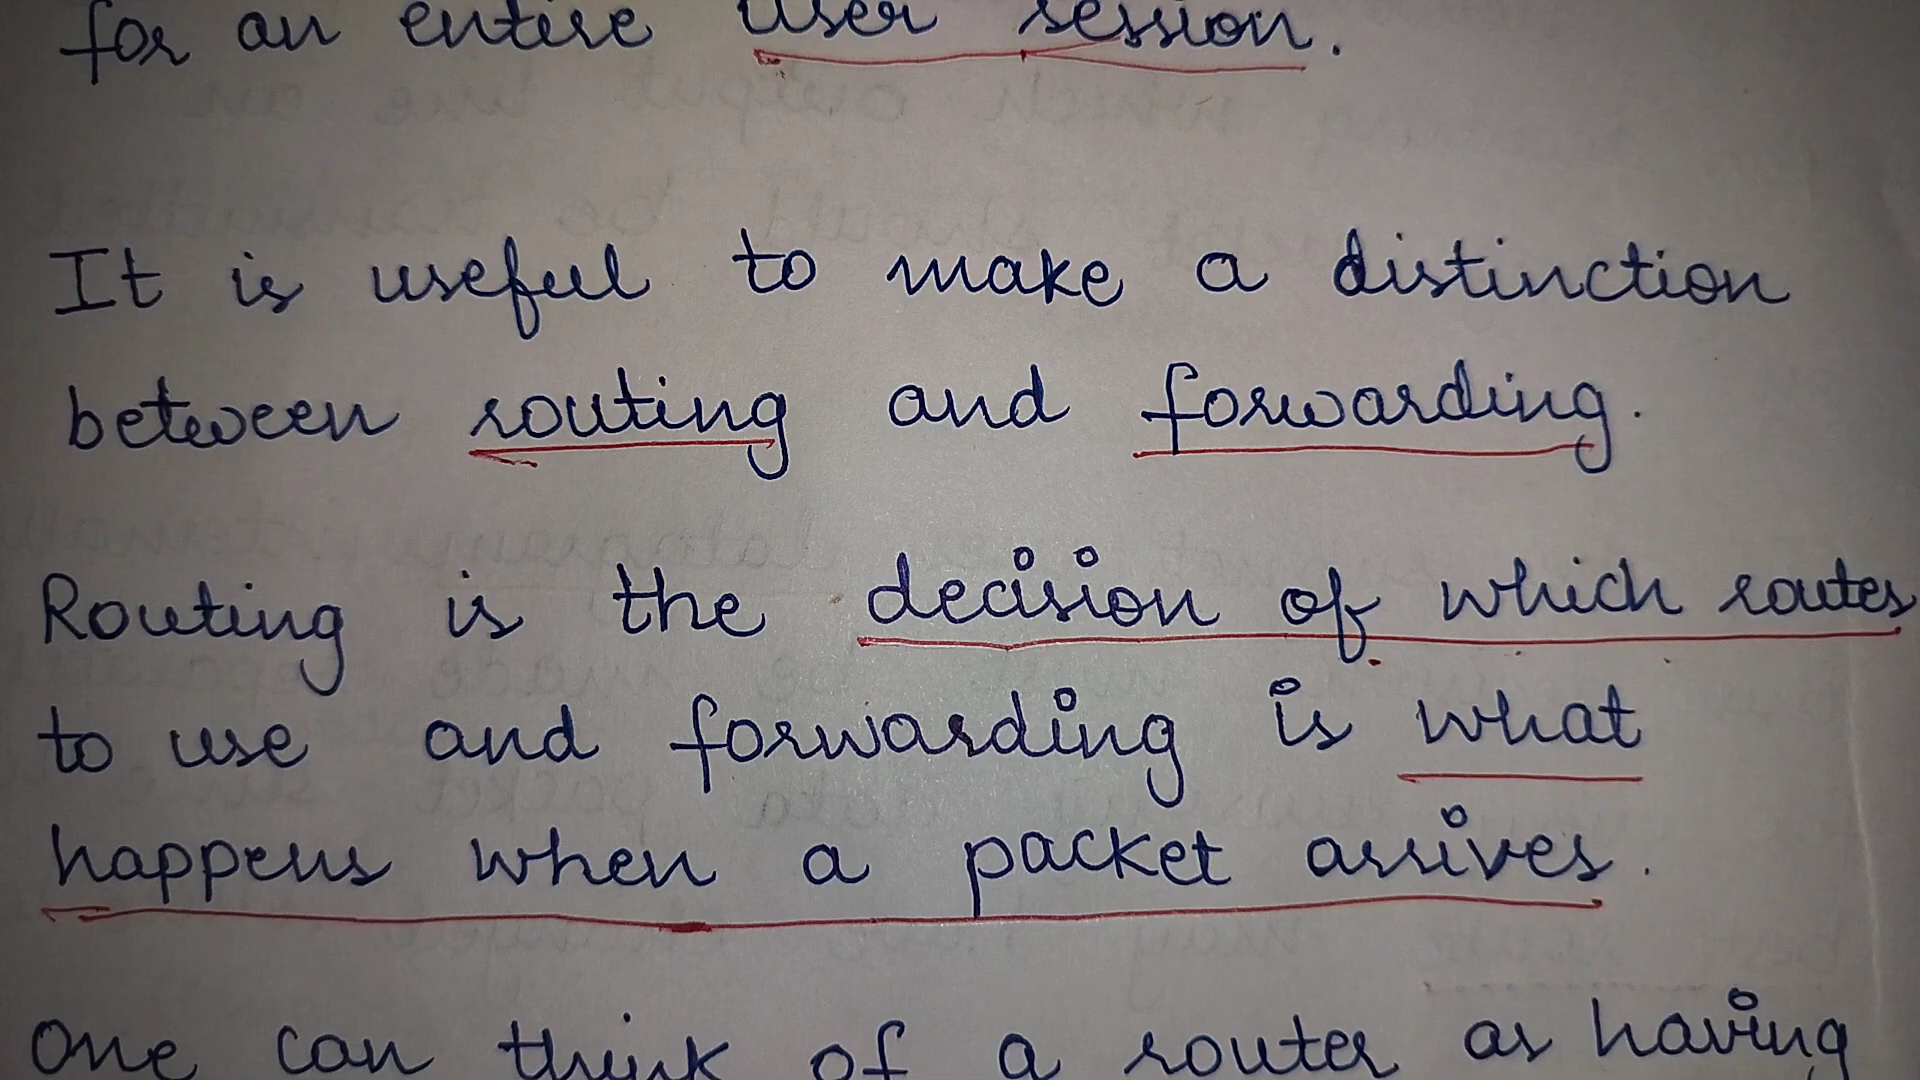 for an entire user session.
It is useful to make a distinction
between routing and forwarding.
Routing is the decision of which routes
to use and forwarding is what
happens when a packet arrives.
One can think of a router as having